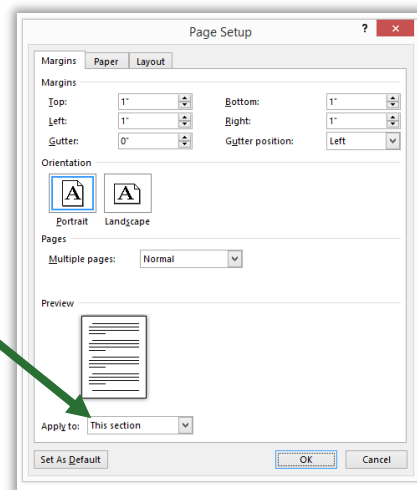 Page Setup ? ×
Margins Paper Layout
Margins
Top: 1" Bottom: 1"
Left: 1" Right: 1"
Gutter: 0" Gutter position: Left
Orientation
A A
Portrait Landscape
Pages
Multiple pages: Normal
Preview
Apply to: This section
Set As Default OK Cancel